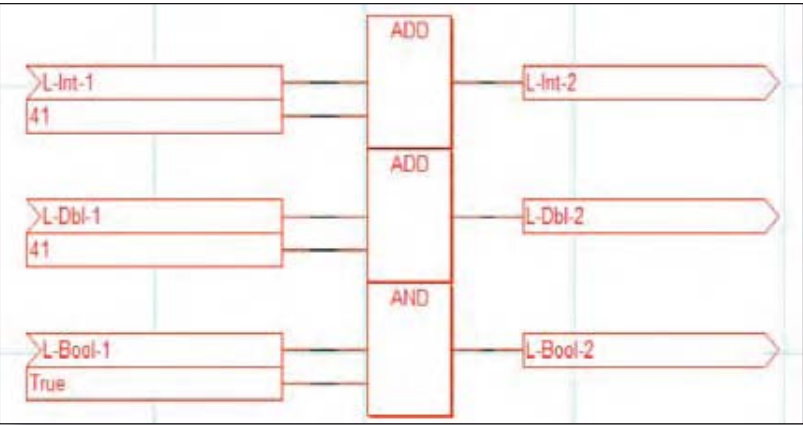 ADD
L-Int-1
L-Int-2
41
ADD
L-Dbl-1
L-Dbl-2
41
AND
L-Bool-1
L-Bool-2
True